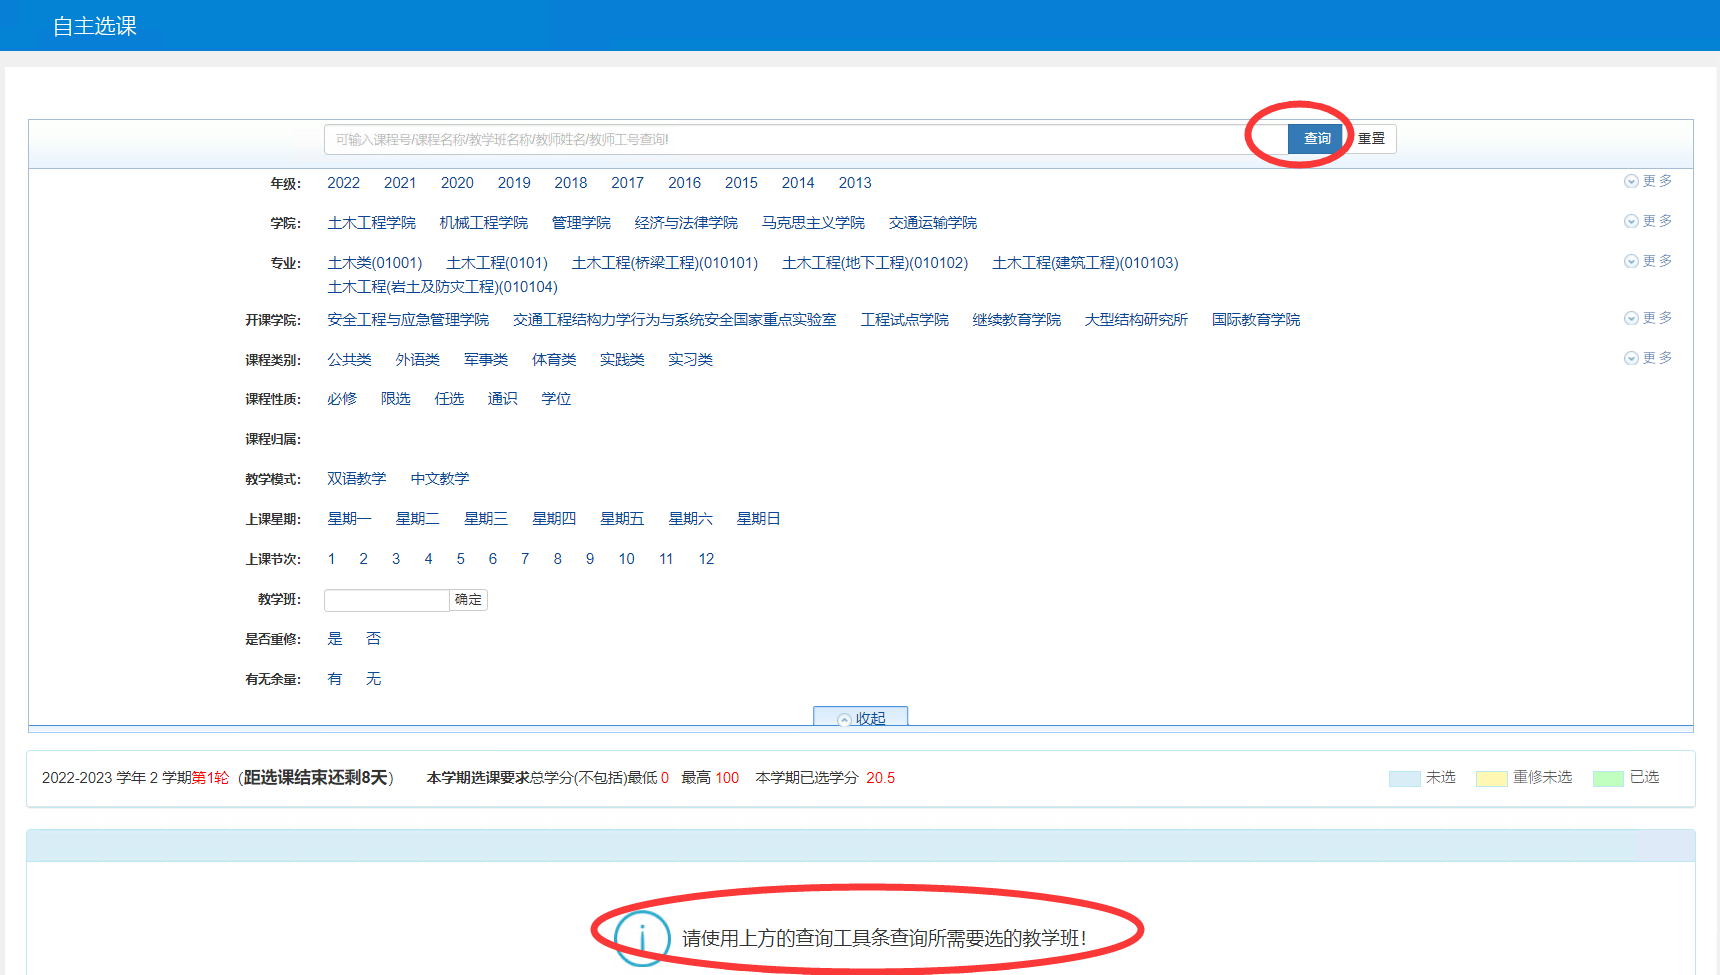 自主选课
可输入课程号/课程名称/教学班名称/教师姓名/教师工号查询! 查询 重置
年级: 2022 2021 2020 2019 2018 2017 2016 2015 2014 2013 更多
学院: 土木工程学院 机械工程学院 管理学院 经济与法律学院 马克思主义学院 交通运输学院 更多
专业: 土木类(01001) 土木工程(0101) 土木工程(桥梁工程)(010101) 土木工程(地下工程)(010102) 土木工程(建筑工程)(010103) 更多
土木工程(岩土及防灾工程)(010104)
开课学院: 安全工程与应急管理学院 交通工程结构力学行为与系统安全国家重点实验室 工程试点学院 继续教育学院 大型结构研究所 国际教育学院 更多
课程类别: 公共类 外语类 军事类 体育类 实践类 实习类 更多
课程性质: 必修 限选 任选 通识 学位
课程归属:
教学模式: 双语教学 中文教学
上课星期: 星期一 星期二 星期三 星期四 星期五 星期六 星期日
上课节次: 1 2 3 4 5 6 7 8 9 10 11 12
教学班: 确定
是否重修: 是 否
有无余量: 有 无
收起
2022-2023 学年 2 学期第1轮（距选课结束还剩8天） 本学期选课要求总学分(不包括)最低 0 最高 100 本学期已选学分 20.5 未选 重修未选 已选
请使用上方的查询工具条查询所需要选的教学班！